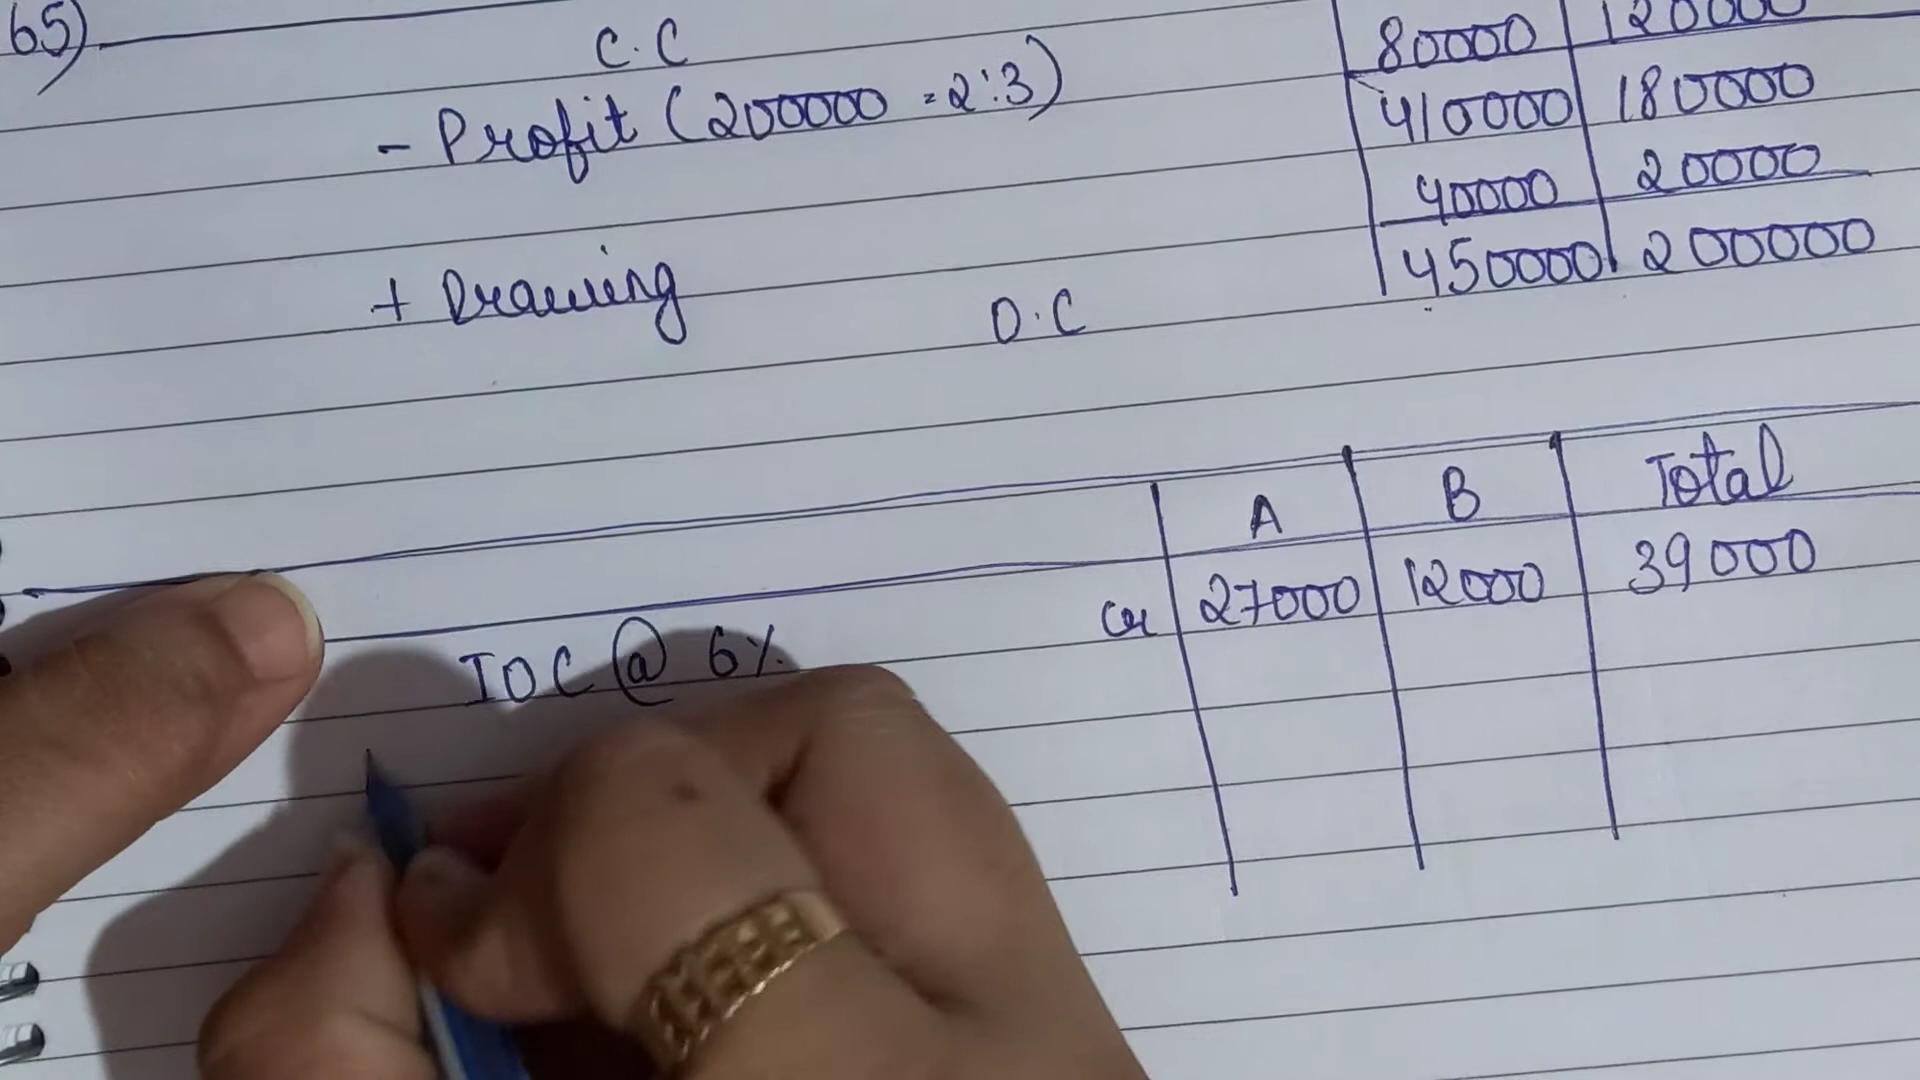 65)
C.C
80000 120000
- Profit (200000 = 2:3)
410000 180000
40000 20000
+ Drawing
O.C 450000 200000
A B Total
IOC @ 6% Cr 27000 12000 39000